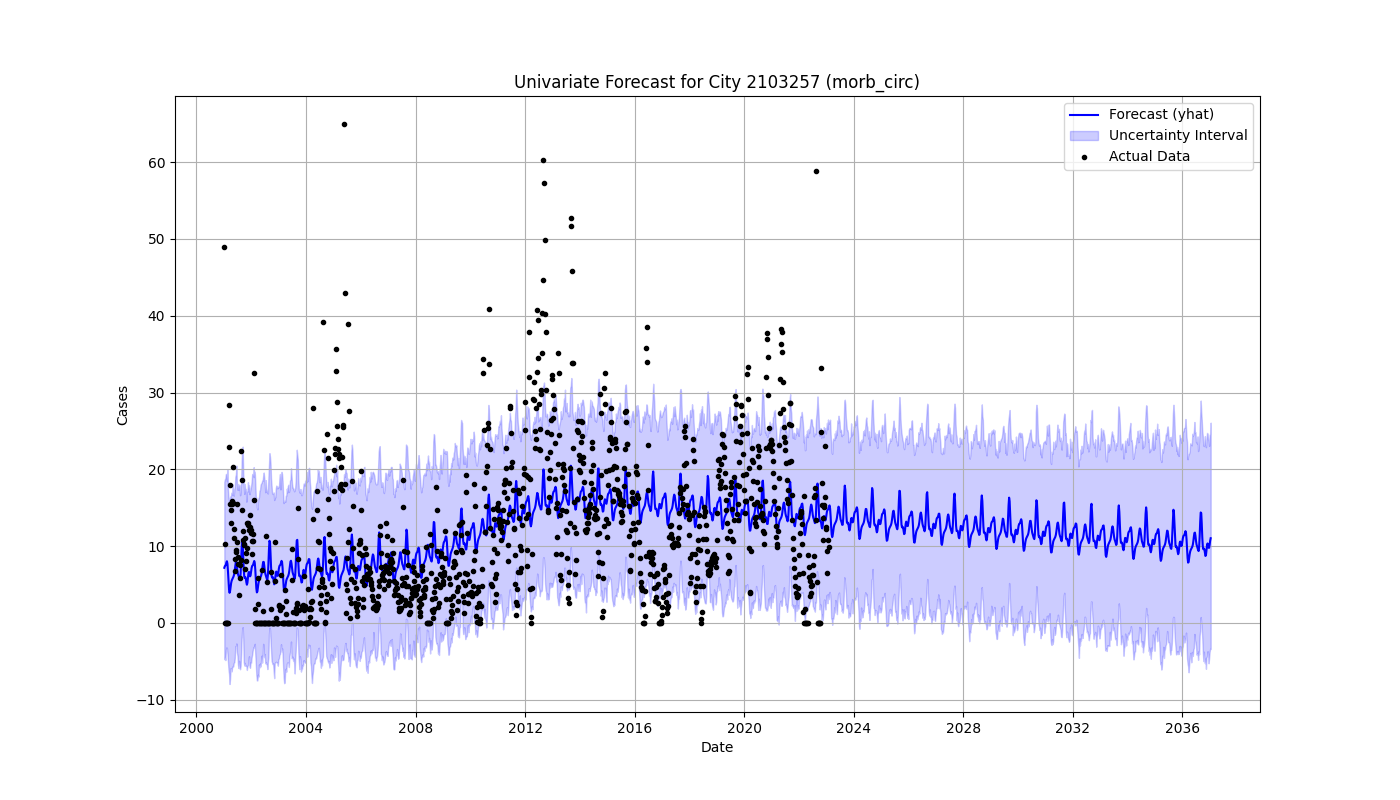 Univariate Forecast for City 2103257 (morb_circ)
Forecast (yhat)
Uncertainty Interval
Actual Data
Cases
60
50
40
30
20
10
0
−10
2000 2004 2008 2012 2016 2020 2024 2028 2032 2036
Date